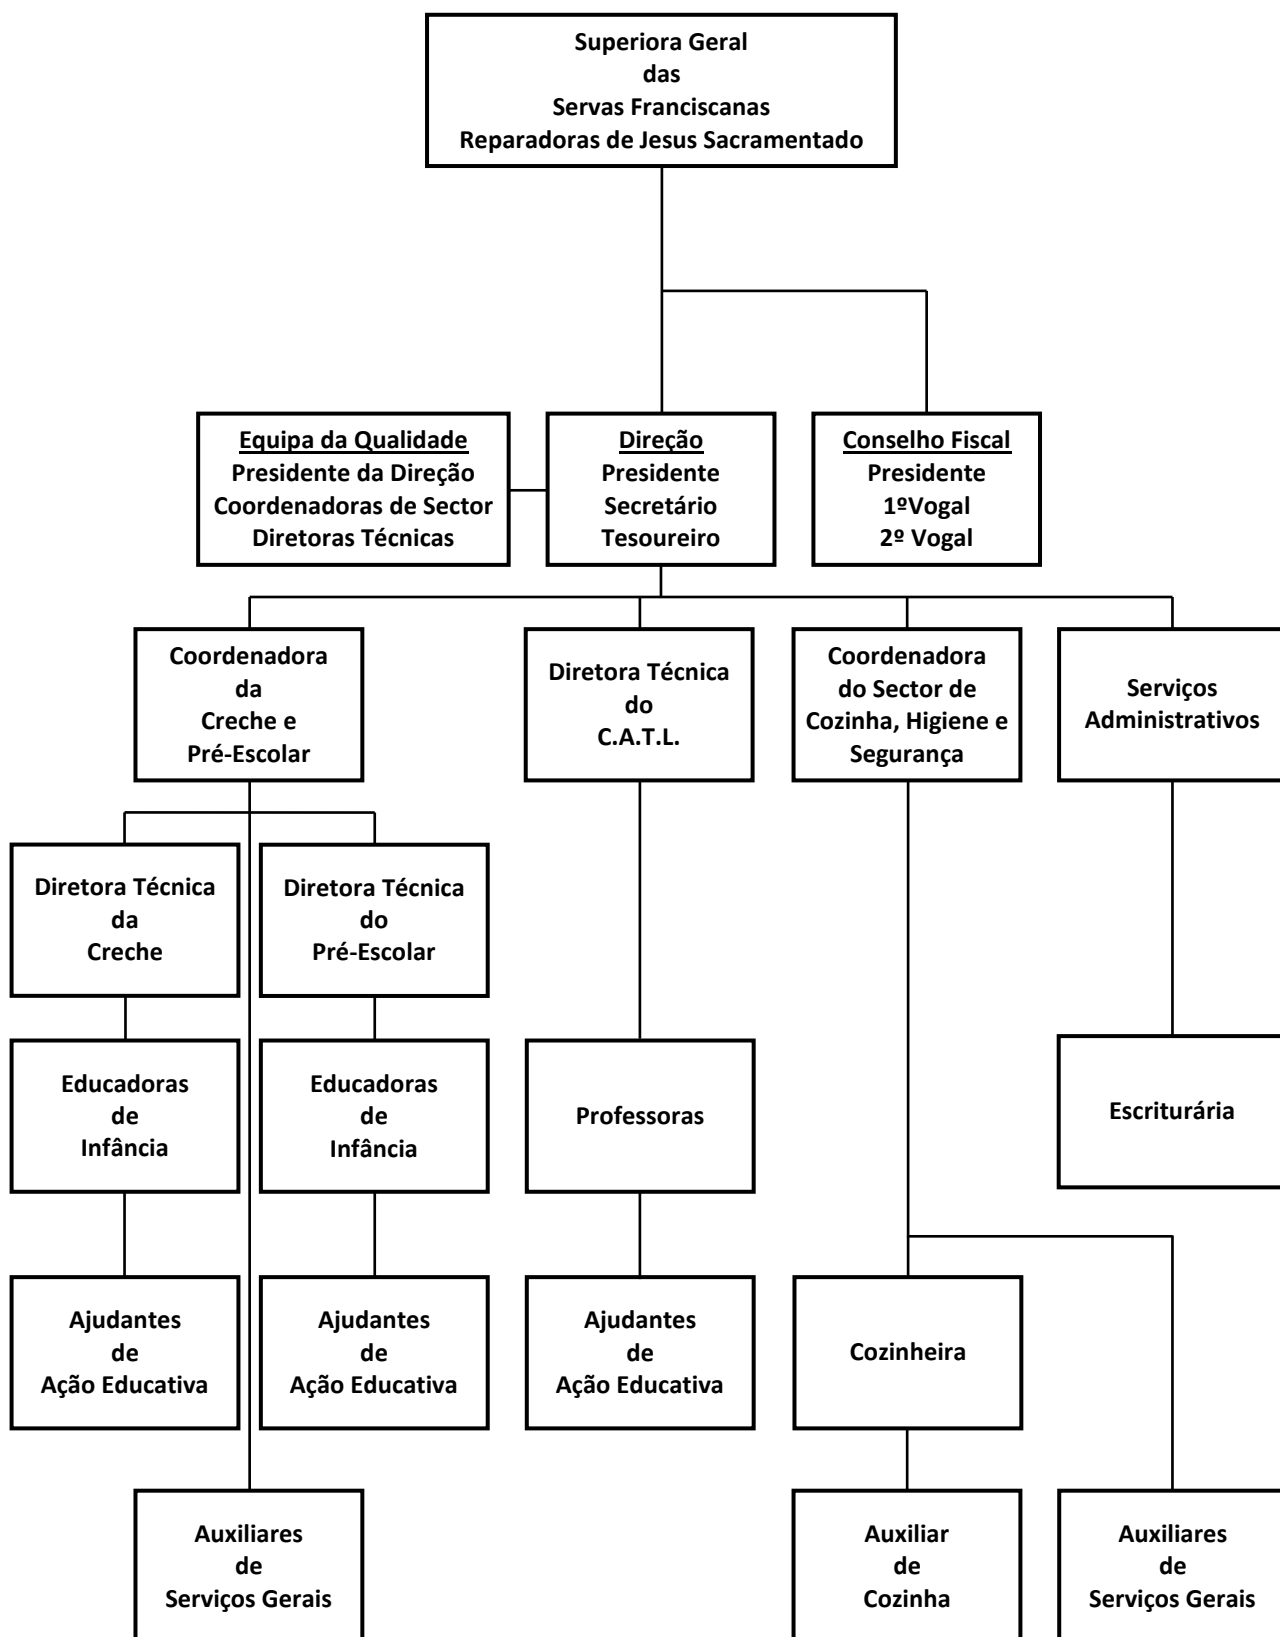 Superiora Geral
das
Servas Franciscanas
Reparadoras de Jesus Sacramentado
Equipa da Qualidade
Presidente da Direção
Coordenadoras de Sector
Diretoras Técnicas
Direção
Presidente
Secretário
Tesoureiro
Conselho Fiscal
Presidente
1ºVogal
2º Vogal
Coordenadora
da
Creche e
Pré-Escolar
Diretora Técnica
do
C.A.T.L.
Coordenadora
do Sector de
Cozinha, Higiene e
Segurança
Serviços
Administrativos
Diretora Técnica
da
Creche
Diretora Técnica
do
Pré-Escolar
Educadoras
de
Infância
Educadoras
de
Infância
Professoras
Escriturária
Ajudantes
de
Ação Educativa
Ajudantes
de
Ação Educativa
Ajudantes
de
Ação Educativa
Cozinheira
Auxiliares
de
Serviços Gerais
Auxiliar
de
Cozinha
Auxiliares
de
Serviços Gerais